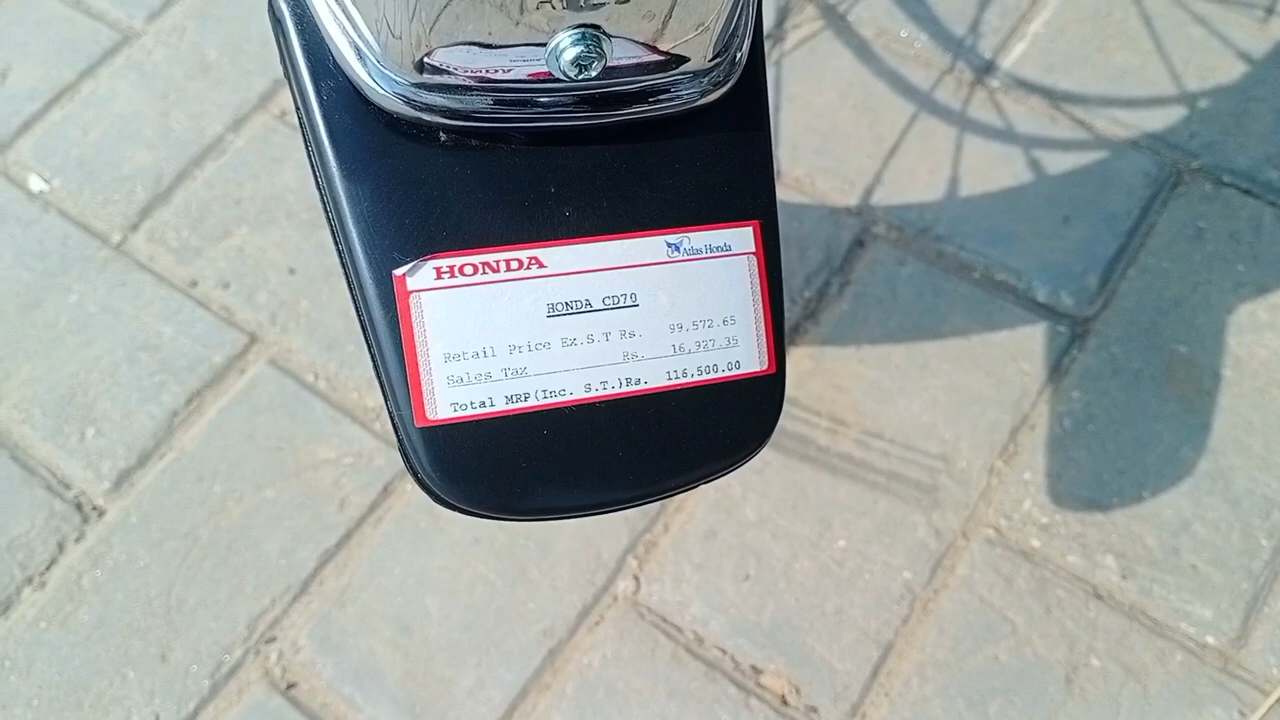 HONDA Atlas Honda
HONDA CD70
Retail Price Ex.S.T Rs. 99,572.65
Sales Tax Rs. 16,927.35
Total MRP(Inc. S.T.)Rs. 116,500.00